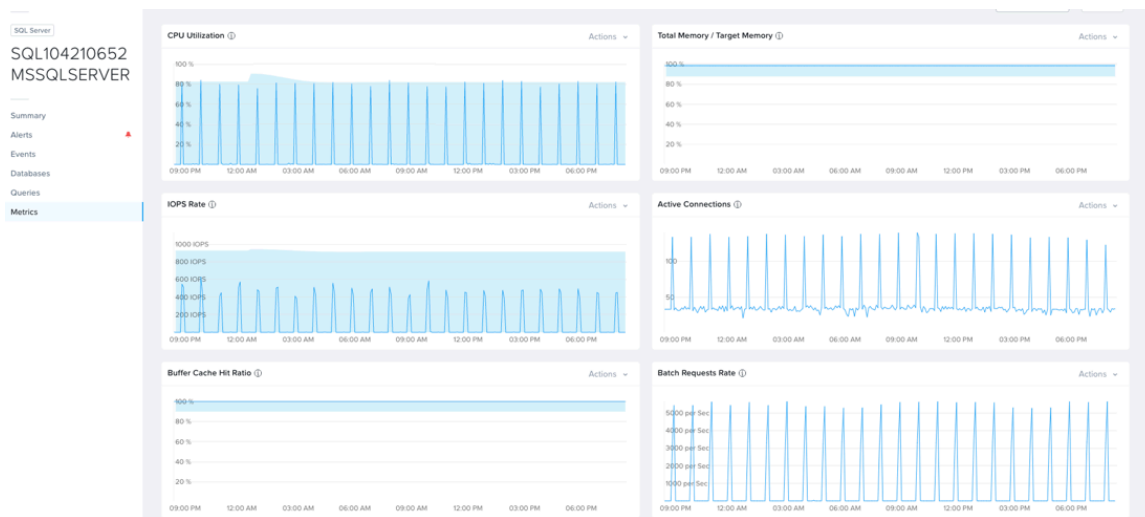 SQL Server
SQL104210652
MSSQLSERVER
Summary
Alerts
Events
Databases
Queries
Metrics
CPU Utilization
Actions
100 %
80 %
60 %
40 %
20 %
09:00 PM 12:00 AM 03:00 AM 06:00 AM 09:00 AM 12:00 PM 03:00 PM 06:00 PM
Total Memory / Target Memory
Actions
100 %
80 %
60 %
40 %
20 %
09:00 PM 12:00 AM 03:00 AM 06:00 AM 09:00 AM 12:00 PM 03:00 PM 06:00 PM
IOPS Rate
Actions
1000 IOPS
800 IOPS
600 IOPS
400 IOPS
200 IOPS
09:00 PM 12:00 AM 03:00 AM 06:00 AM 09:00 AM 12:00 PM 03:00 PM 06:00 PM
Active Connections
Actions
100
50
09:00 PM 12:00 AM 03:00 AM 06:00 AM 09:00 AM 12:00 PM 03:00 PM 06:00 PM
Buffer Cache Hit Ratio
Actions
100 %
80 %
60 %
40 %
20 %
09:00 PM 12:00 AM 03:00 AM 06:00 AM 09:00 AM 12:00 PM 03:00 PM 06:00 PM
Batch Requests Rate
Actions
5000 per Sec
4000 per Sec
3000 per Sec
2000 per Sec
1000 per Sec
09:00 PM 12:00 AM 03:00 AM 06:00 AM 09:00 AM 12:00 PM 03:00 PM 06:00 PM